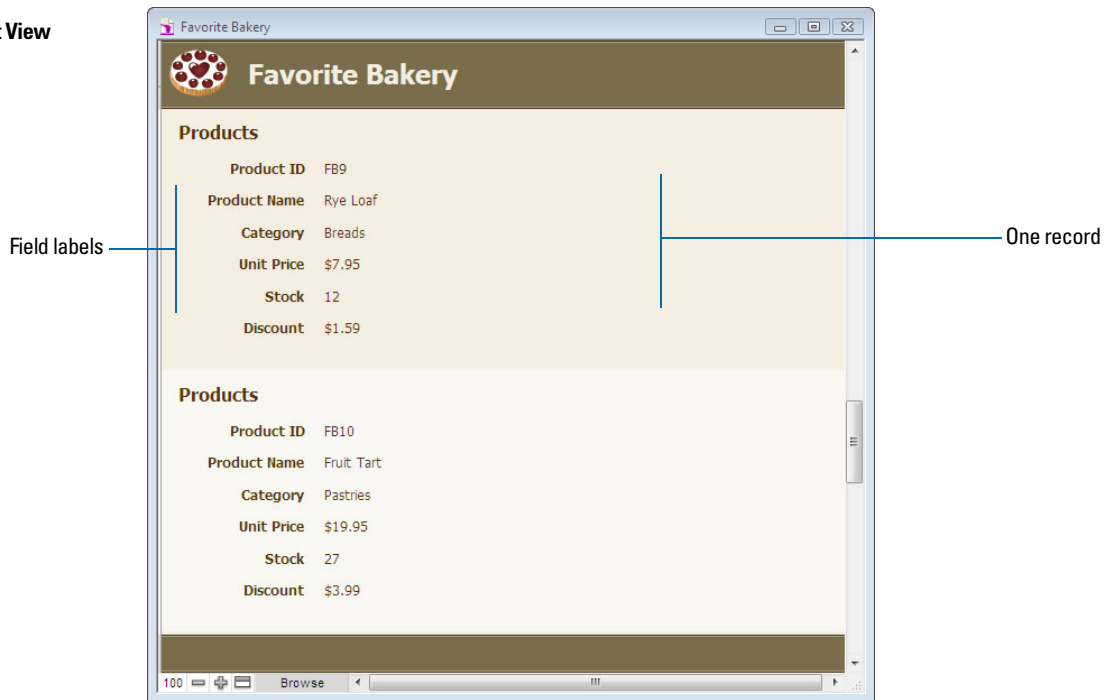 View
Favorite Bakery
Favorite Bakery
Products
Product ID FB9
Product Name Rye Loaf
Category Breads
Unit Price $7.95
Stock 12
Discount $1.59
Field labels
One record
Products
Product ID FB10
Product Name Fruit Tart
Category Pastries
Unit Price $19.95
Stock 27
Discount $3.99
100 Browse